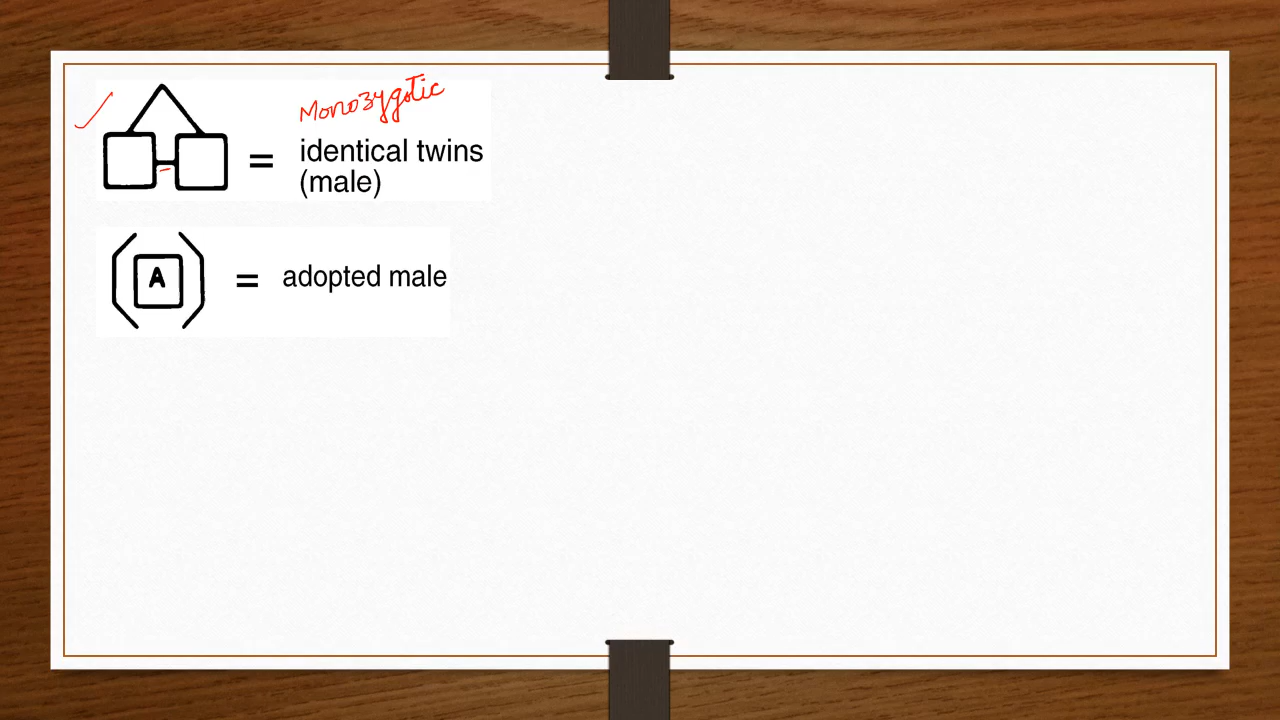 Monozygotic
= identical twins
(male)
A = adopted male